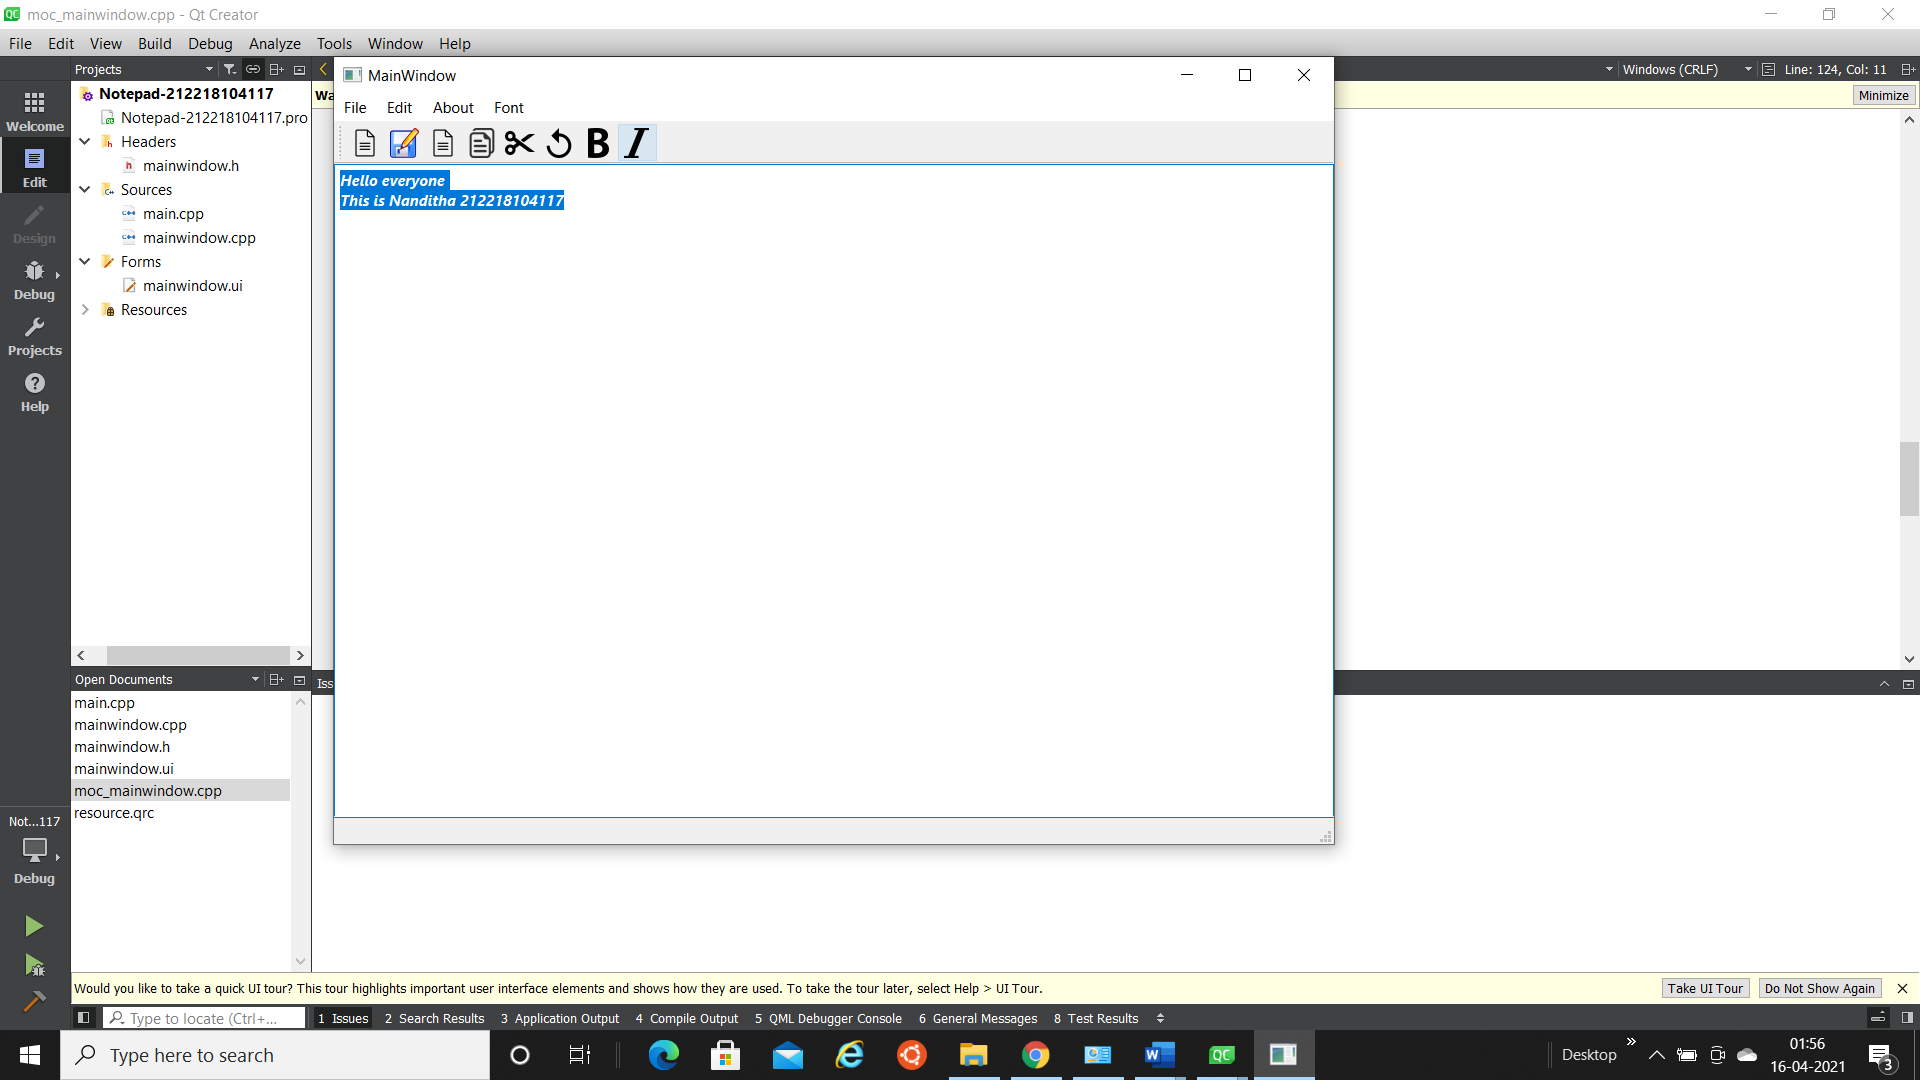 moc_mainwindow.cpp - Qt Creator
File Edit View Build Debug Analyze Tools Window Help
Projects
Windows (CRLF)
Line: 124, Col: 11
Minimize
Welcome
Edit
Design
Debug
Projects
Help
Notepad-212218104117
Notepad-212218104117.pro
Headers
mainwindow.h
Sources
main.cpp
mainwindow.cpp
Forms
mainwindow.ui
Resources
Wa
MainWindow
File Edit About Font
B I
Hello everyone
This is Nanditha 212218104117
Open Documents
main.cpp
mainwindow.cpp
mainwindow.h
mainwindow.ui
moc_mainwindow.cpp
resource.qrc
Iss
Not...117
Debug
Would you like to take a quick UI tour? This tour highlights important user interface elements and shows how they are used. To take the tour later, select Help > UI Tour.
Take UI Tour
Do Not Show Again
Type to locate (Ctrl+...
1 Issues 2 Search Results 3 Application Output 4 Compile Output 5 QML Debugger Console 6 General Messages 8 Test Results
Type here to search
W
QC
Desktop
01:56
16-04-2021
3